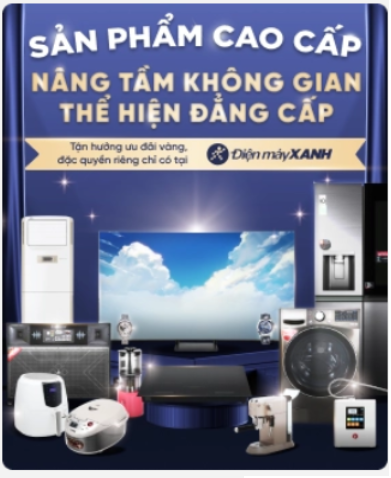 SẢN PHẨM CAO CẤP
NÂNG TẦM KHÔNG GIAN
THỂ HIỆN ĐẲNG CẤP
Tận hưởng ưu đãi vàng,
đặc quyền riêng chỉ có tại
Điện máy XANH